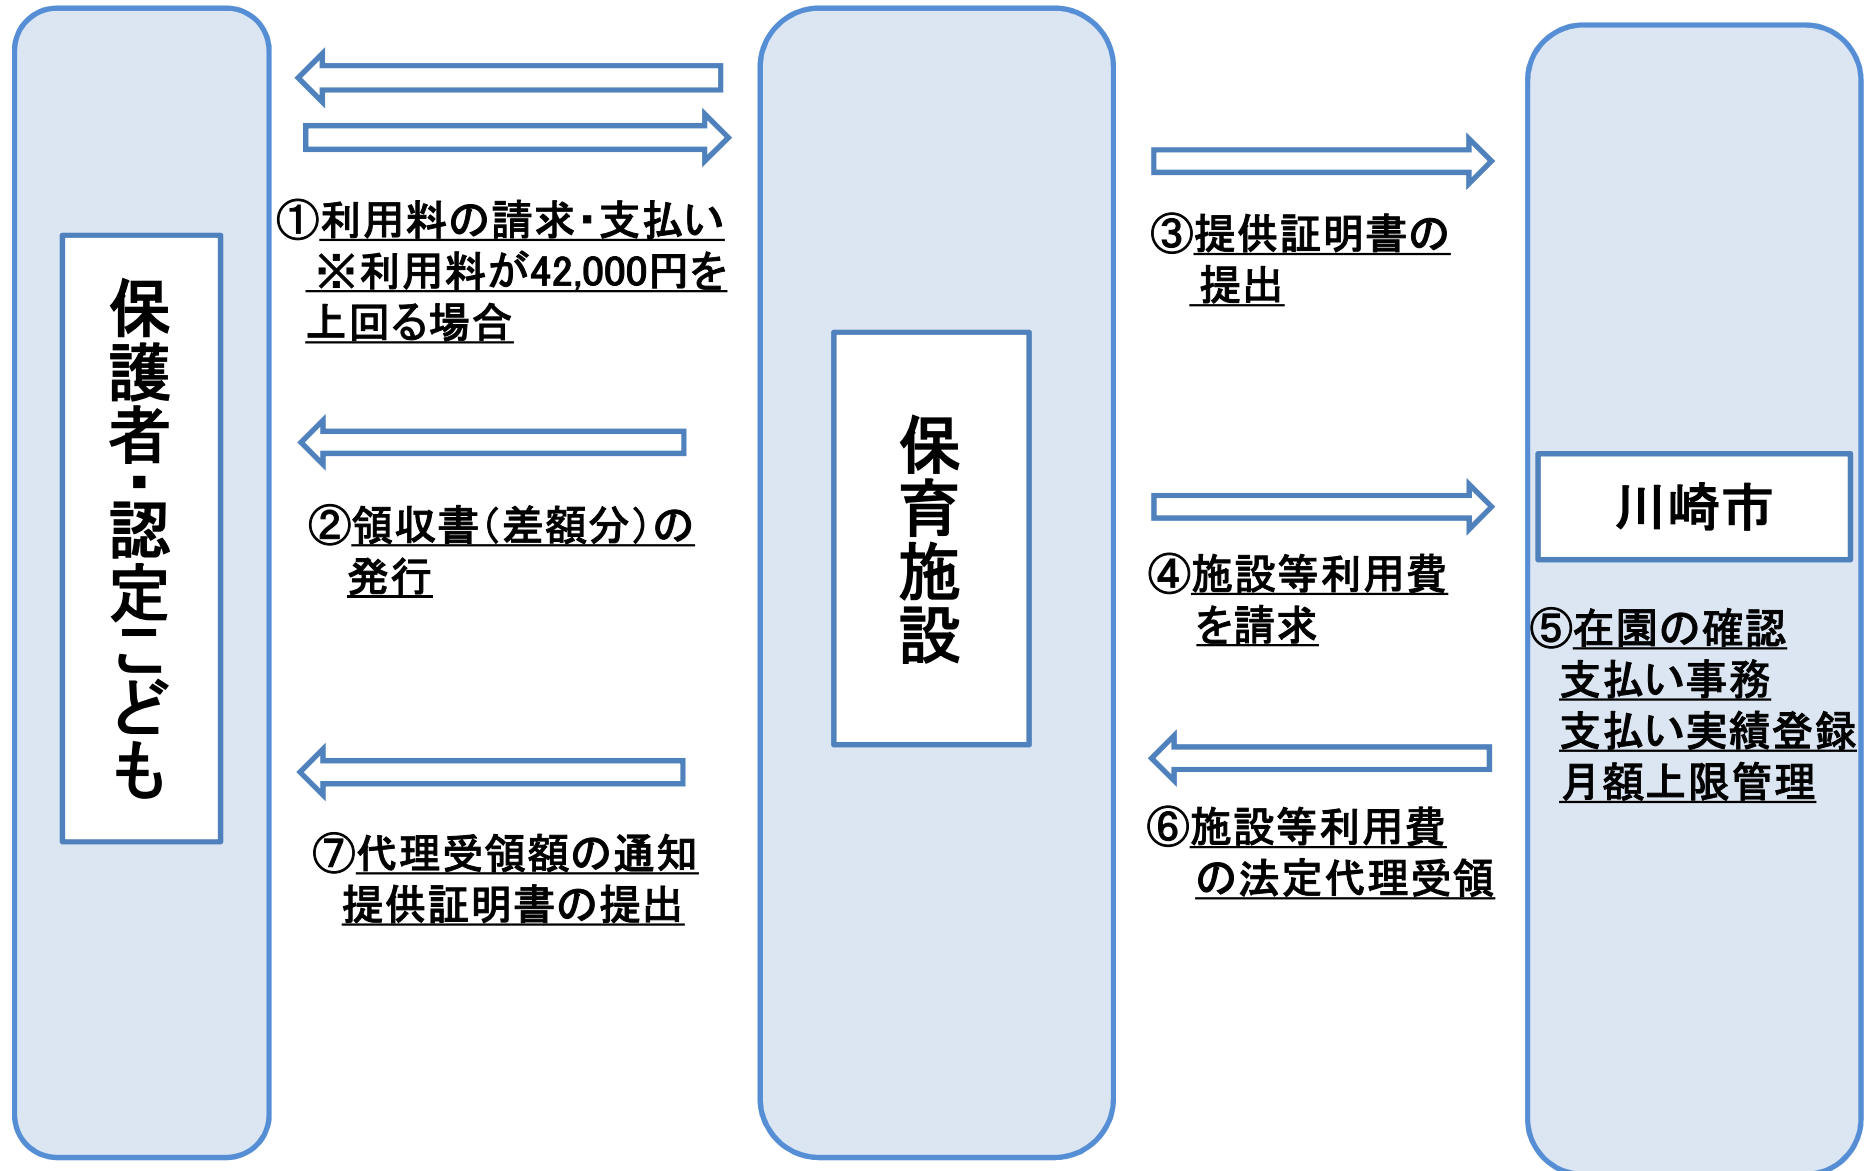 保護者・認定こども
①利用料の請求・支払い
※利用料が42,000円を
上回る場合
②領収書(差額分)の
発行
⑦代理受領額の通知
提供証明書の提出
保育施設
③提供証明書の
提出
④施設等利用費
を請求
⑥施設等利用費
の法定代理受領
川崎市
⑤在園の確認
支払い事務
支払い実績登録
月額上限管理